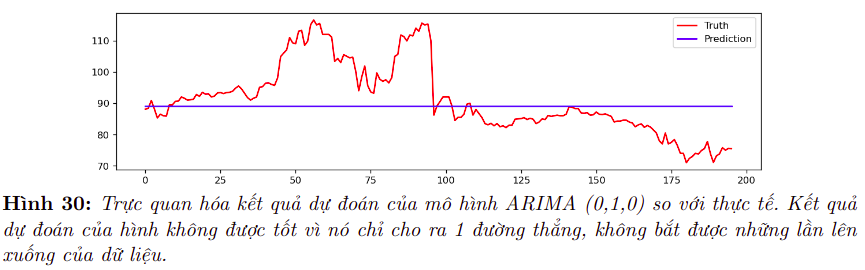 Truth
Prediction
110
100
90
80
70
0 25 50 75 100 125 150 175 200
Hình 30: Trực quan hóa kết quả dự đoán của mô hình ARIMA (0,1,0) so với thực tế. Kết quả
dự đoán của hình không được tốt vì nó chỉ cho ra 1 đường thẳng, không bắt được những lần lên
xuống của dữ liệu.